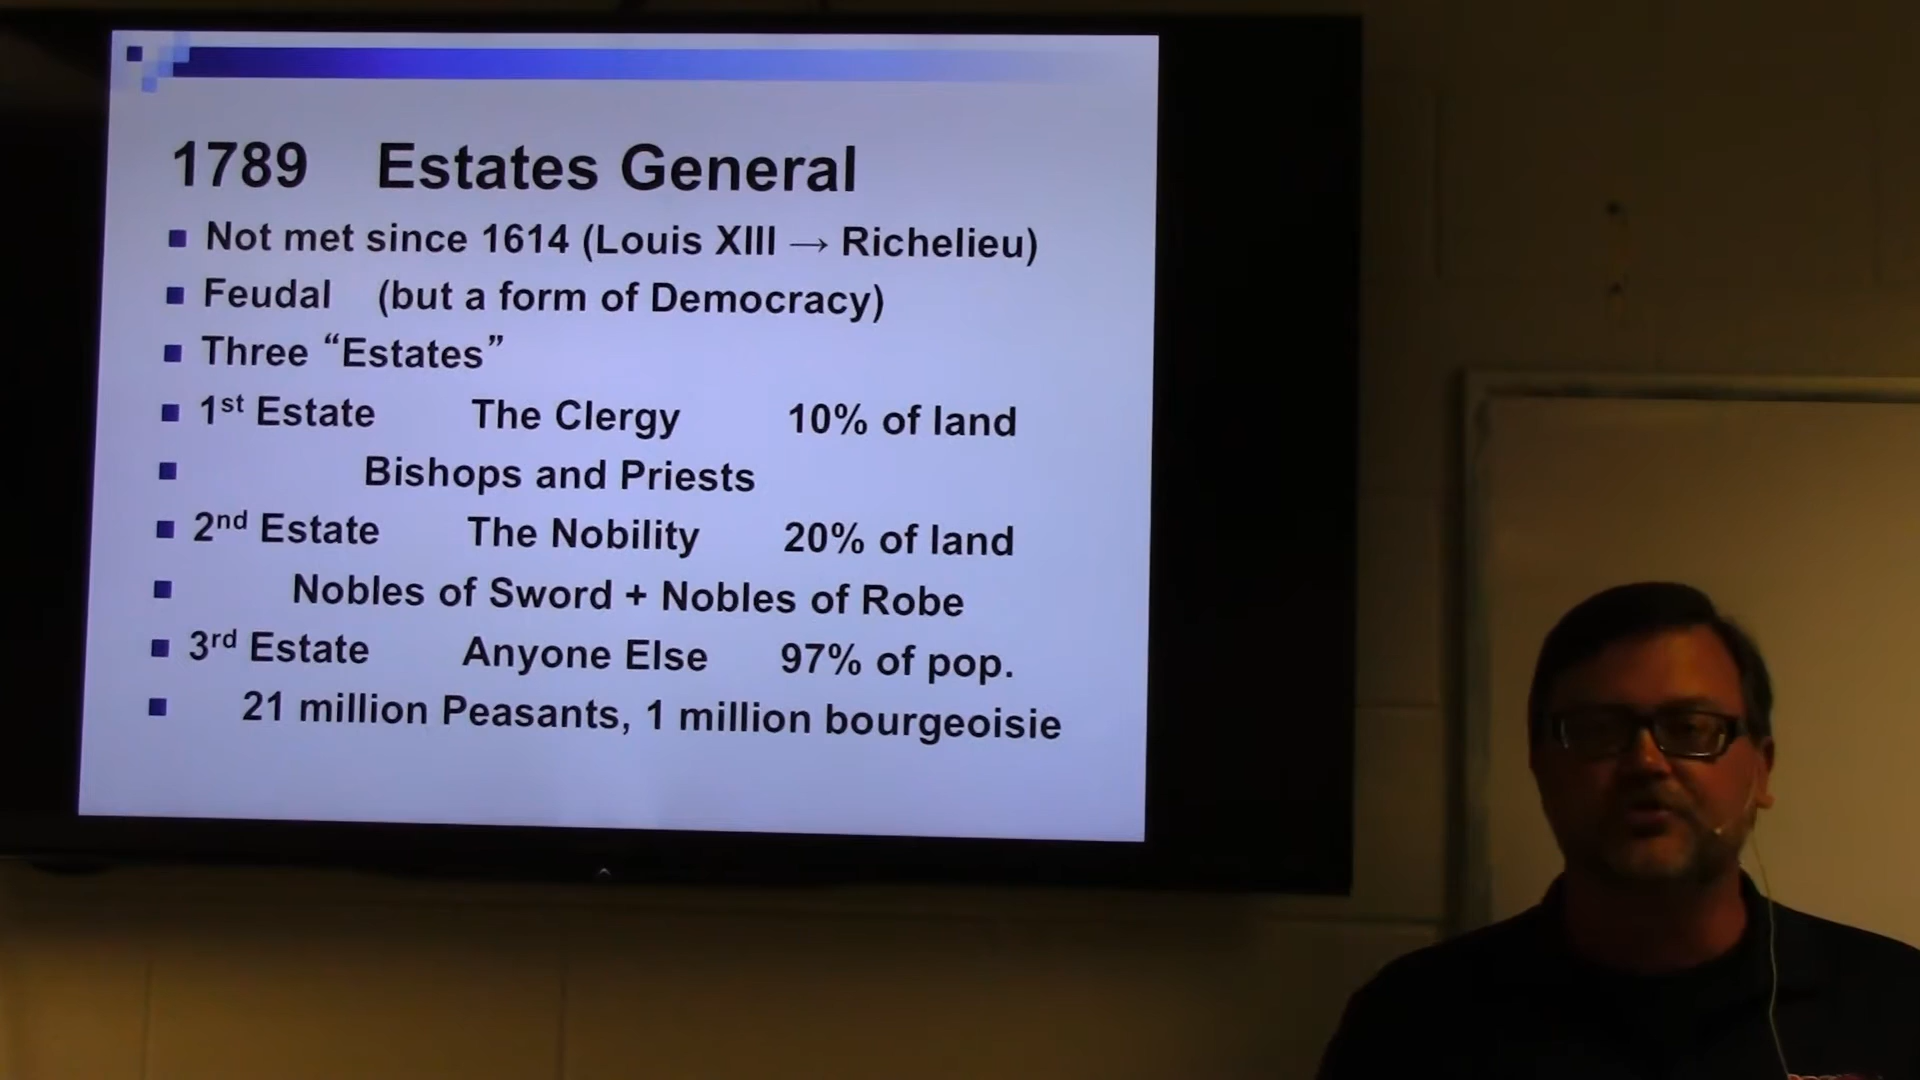 1789 Estates General
Not met since 1614 (Louis XIII → Richelieu)
Feudal (but a form of Democracy)
Three “Estates”
1st Estate The Clergy 10% of land
Bishops and Priests
2nd Estate The Nobility 20% of land
Nobles of Sword + Nobles of Robe
3rd Estate Anyone Else 97% of pop.
21 million Peasants, 1 million bourgeoisie